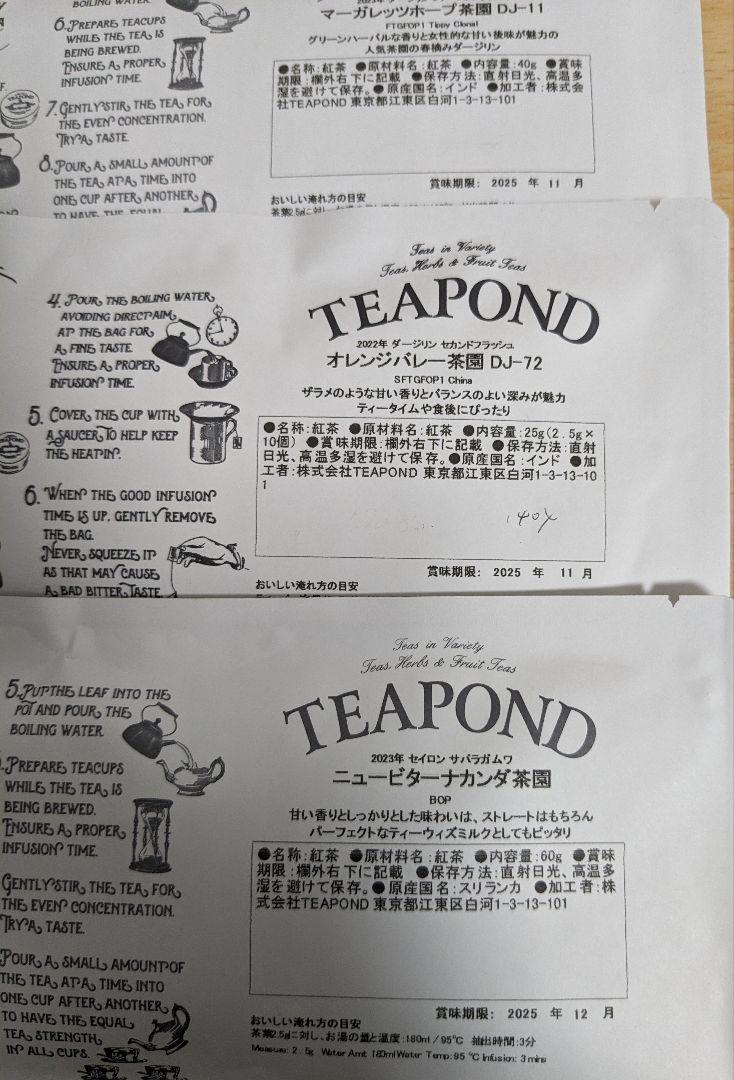 BOILING WATER.
6. PREPARE TEACUPS
WHILE THE TEA IS
BEING BREWED.
ENSURE A PROPER
INFUSION TIME.
7. GENTLY STIR THE TEA FOR
THE EVEN CONCENTRATION.
TRY A TASTE.
8. POUR A SMALL AMOUNT OF
THE TEA AT A TIME INTO
ONE CUP AFTER ANOTHER
TO HAVE THE EQUAL
マーガレッツホープ茶園 DJ-11
FTGFOP1 Tippy Clonal
グリーンハーバルな香りと女性的な甘い後味が魅力の
人気茶園の春摘みダージリン
●名称:紅茶 ●原材料名:紅茶 ●内容量:40g ●賞味
期限:欄外右下に記載 ●保存方法:直射日光、高温多
湿を避けて保存。●原産国名:インド ●加工者:株式会
社TEAPOND 東京都江東区白河1-3-13-101
賞味期限: 2025 年 11 月
おいしい淹れ方の目安
4. POUR THE BOILING WATER,
AVOIDING DIRECT AIM
AT THE BAG FOR
A FINE TASTE.
ENSURE A PROPER
INFUSION TIME.
5. COVER THE CUP WITH
A SAUCER TO HELP KEEP
THE HEAT IN.
6. WHEN THE GOOD INFUSION
TIME IS UP, GENTLY REMOVE
THE BAG.
NEVER SQUEEZE IT
AS THAT MAY CAUSE
A BAD BITTER TASTE
Teas in Variety
Teas, Herbs & Fruit Teas
TEAPOND
2022年 ダージリン セカンドフラッシュ
オレンジバレー茶園 DJ-72
SFTGFOP1 China
ザラメのような甘い香りとバランスのよい深みが魅力
ティータイムや食後にぴったり
●名称:紅茶 ●原材料名:紅茶 ●内容量:25g(2.5g×
10個) ●賞味期限:欄外右下に記載 ●保存方法:直射
日光、高温多湿を避けて保存。●原産国名:インド ●加
工者:株式会社TEAPOND 東京都江東区白河1-3-13-10
1
賞味期限: 2025 年 11 月
おいしい淹れ方の目安
5. PUT THE LEAF INTO THE
POT AND POUR THE
BOILING WATER.
PREPARE TEACUPS
WHILE THE TEA IS
BEING BREWED.
ENSURE A PROPER
INFUSION TIME.
GENTLY STIR THE TEA FOR
THE EVEN CONCENTRATION.
TRY A TASTE.
POUR A SMALL AMOUNT OF
THE TEA AT A TIME INTO
ONE CUP AFTER ANOTHER
TO HAVE THE EQUAL
TEA STRENGTH
IN ALL CUPS.
Teas in Variety
Teas, Herbs & Fruit Teas
TEAPOND
2023年 セイロン サバラガムワ
ニュービターナカンダ茶園
BOP
甘い香りとしっかりとした味わいは、ストレートはもちろん
パーフェクトなティーウィズミルクとしてもピッタリ
●名称:紅茶 ●原材料名:紅茶 ●内容量:60g ●賞味
期限:欄外右下に記載 ●保存方法:直射日光、高温多
湿を避けて保存。●原産国名:スリランカ ●加工者:株
式会社TEAPOND 東京都江東区白河1-3-13-101
賞味期限: 2025 年 12 月
おいしい淹れ方の目安
茶葉2.5gに対し、お湯の量と温度:180ml/95℃ 抽出時間:3分
Measure: 2.5g Water Amt: 180ml Water Temp: 95℃ Infusion: 3mins